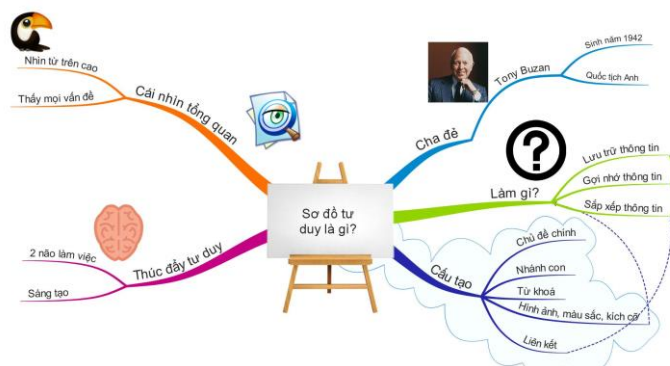 Sơ đồ tư
duy là gì?
Cha đẻ
Tony Buzan
Sinh năm 1942
Quốc tịch Anh
Làm gì?
Lưu trữ thông tin
Gợi nhớ thông tin
Sắp xếp thông tin
Cấu tạo
Chủ đề chính
Nhánh con
Từ khoá
Hình ảnh, màu sắc, kích cỡ
Liên kết
Thúc đẩy tư duy
2 não làm việc
Sáng tạo
Cái nhìn tổng quan
Nhìn từ trên cao
Thấy mọi vấn đề
?